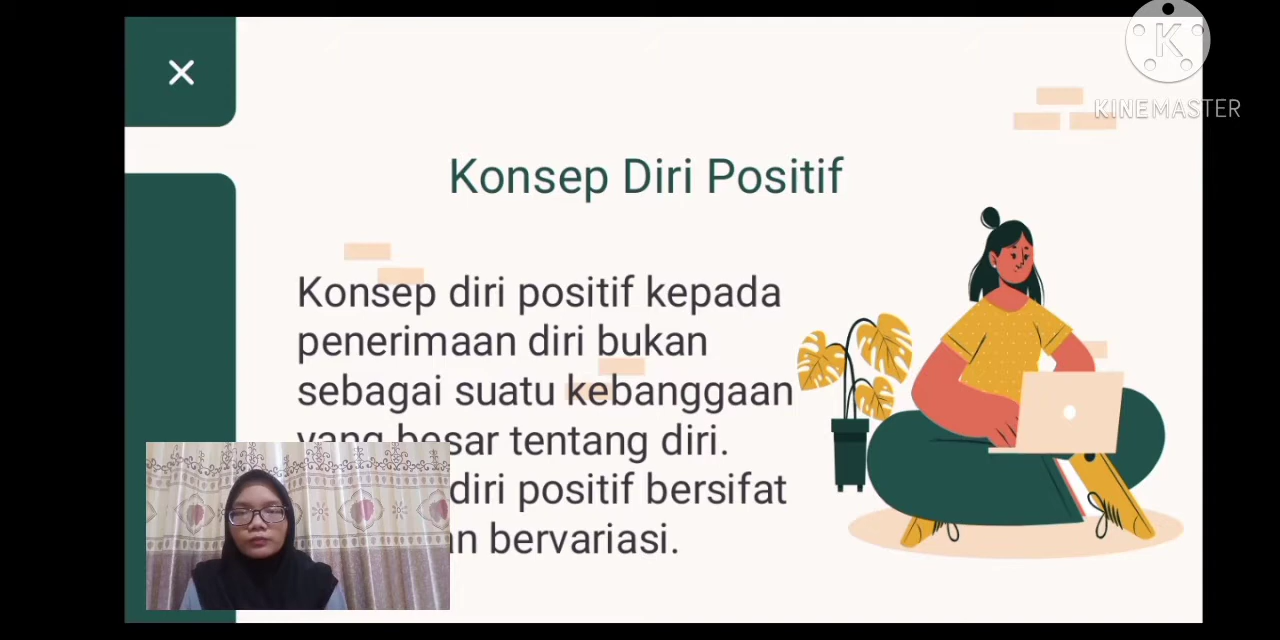 K
KINEMASTER
Konsep Diri Positif
Konsep diri positif kepada
penerimaan diri bukan
sebagai suatu kebanggaan
yang besar tentang diri.
diri positif bersifat
bervariasi.